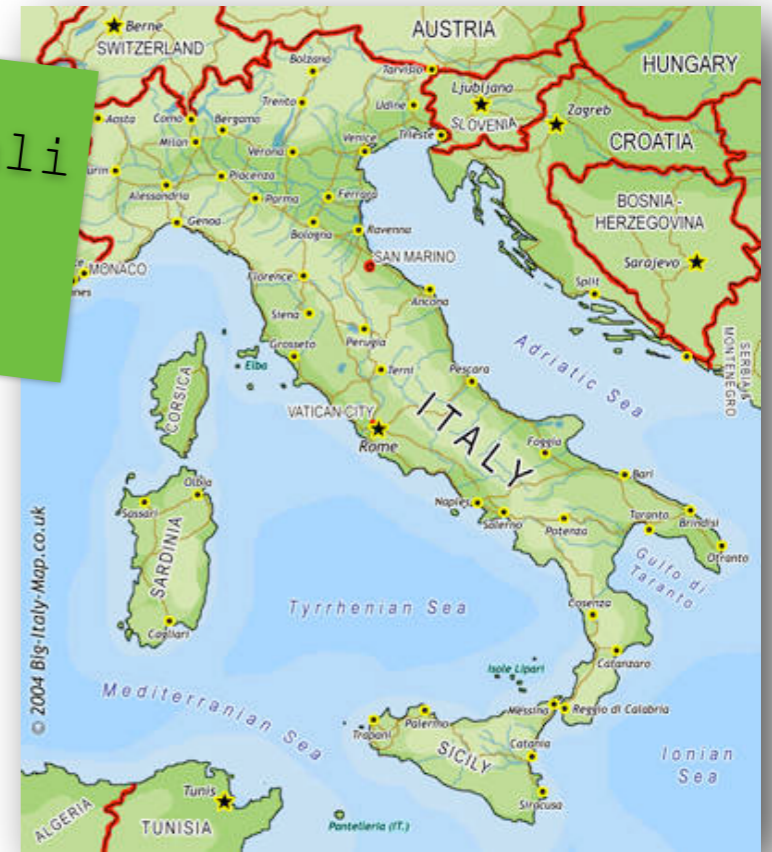 Berne
SWITZERLAND
AUSTRIA
HUNGARY
Bolzano
Tarvisio
Ljubljana
SLOVENIA
Zagreb
CROATIA
Trento
Udine
Trieste
Aosta
Como
Bergamo
Milan
Verona
Venice
Piacenza
Alessandria
Parma
Ferrara
Genoa
Bologna
Ravenna
BOSNIA -
HERZEGOVINA
Sarajevo
SAN MARINO
MONACO
Florence
Split
Ancona
Siena
Perugia
Grosseto
Elba
Terni
Pescara
Adriatic Sea
SERBIA &
MONTENEGRO
CORSICA
VATICAN CITY
Rome
ITALY
Foggia
Bari
Olbia
Sassari
SARDINIA
Cagliari
Naples
Salerno
Potenza
Taranto
Brindisi
Otranto
Gulfo di
Taranto
Tyrrhenian Sea
Cosenza
Catanzaro
Isole Lipari
Mediterranian Sea
Messina
Reggio di Calabria
Trapani
Palermo
SICILY
Catania
Siracusa
Ionian
Sea
Tunis
ALGERIA
TUNISIA
Pantelleria (IT.)
© 2004 Big-Italy-Map.co.uk